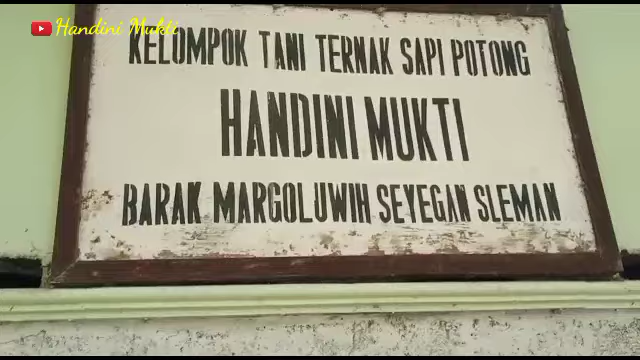 Handini Mukti
KELOMPOK TANI TERNAK SAPI POTONG
HANDINI MUKTI
BARAK MARGOLUWIH SEYEGAN SLEMAN